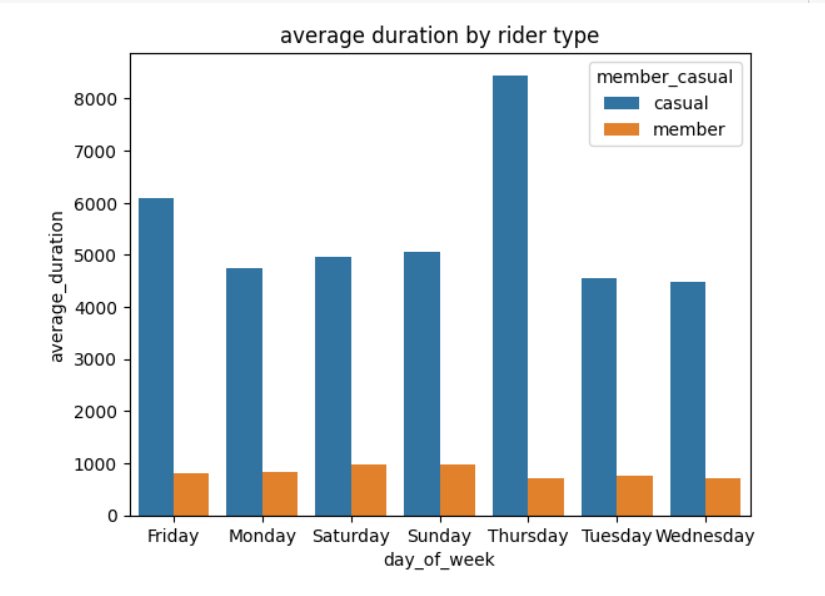 average duration by rider type
member_casual
casual
member
8000
7000
6000
5000
4000
3000
2000
1000
0
average_duration
Friday Monday Saturday Sunday Thursday Tuesday Wednesday
day_of_week